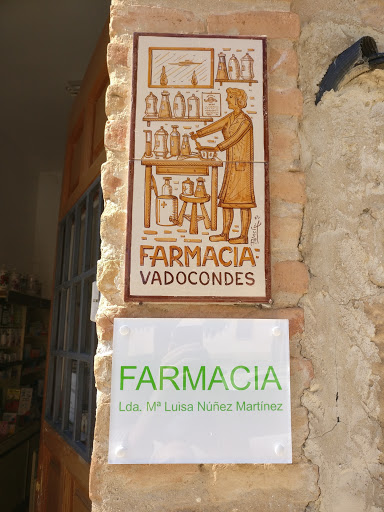 FARMACIA
VADOCONDES
FARMACIA
Lda. Mª Luisa Núñez Martínez